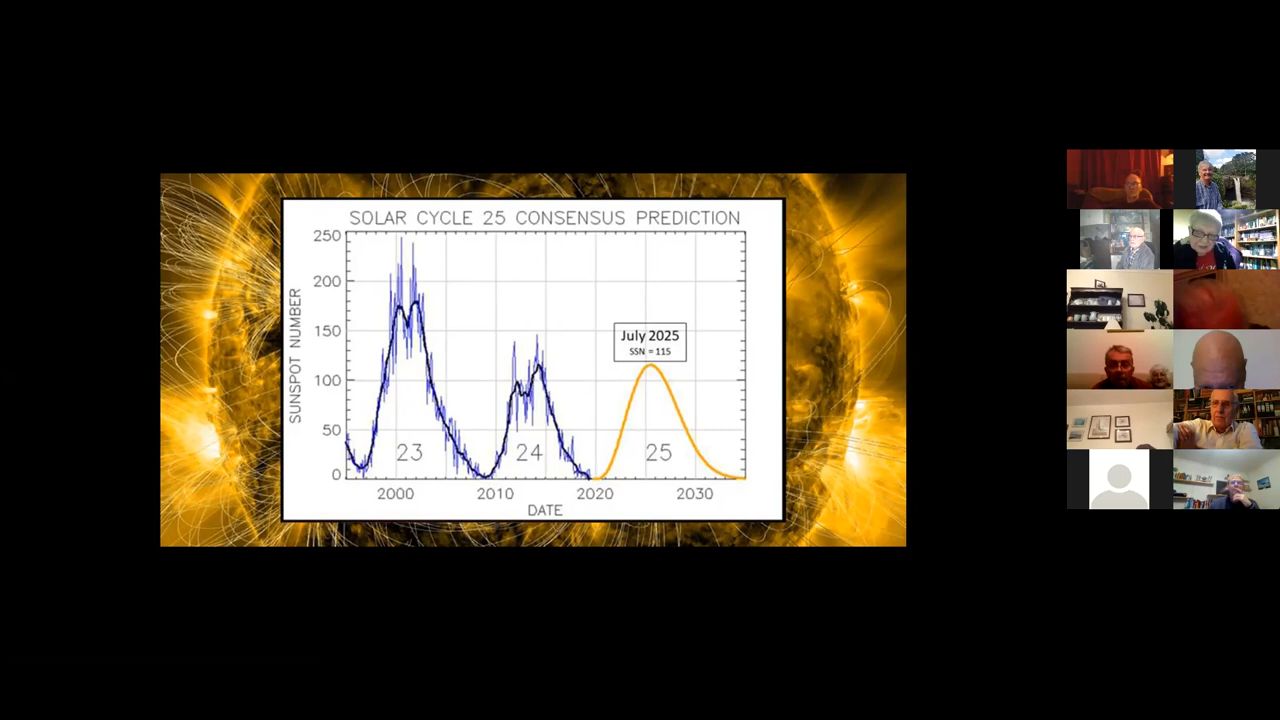 SOLAR CYCLE 25 CONSENSUS PREDICTION
250
200
150
100
50
0
SUNSPOT NUMBER
July 2025
SSN = 115
23
24
25
2000
2010
2020
2030
DATE